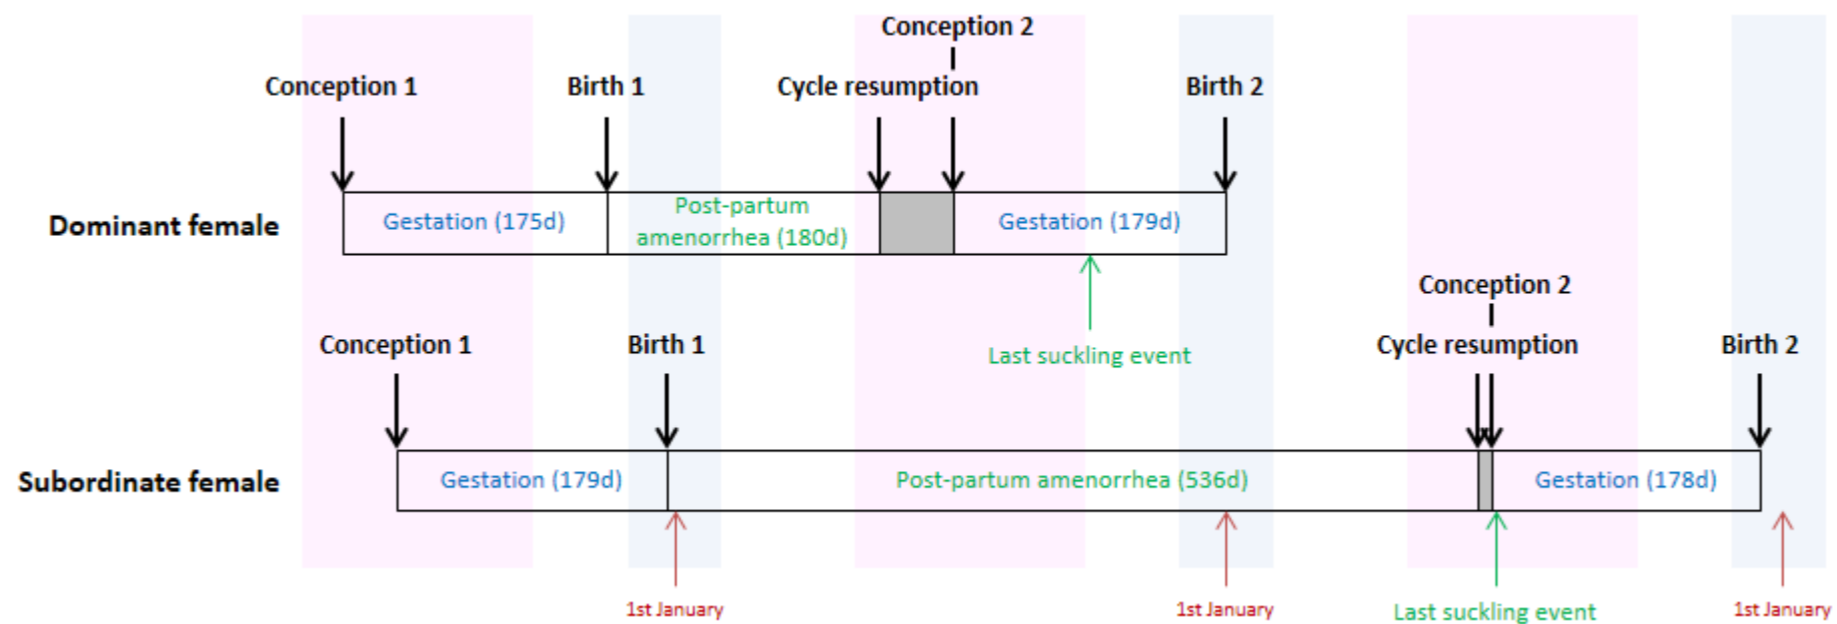 Conception 2
Conception 1
Birth 1
Cycle resumption
Birth 2
Dominant female
Gestation (175d)
Post-partum
amenorrhea (180d)
Gestation (179d)
Last suckling event
Conception 2
Conception 1
Birth 1
Cycle resumption
Birth 2
Subordinate female
Gestation (179d)
Post-partum amenorrhea (536d)
Gestation (178d)
1st January
1st January
Last suckling event
1st January